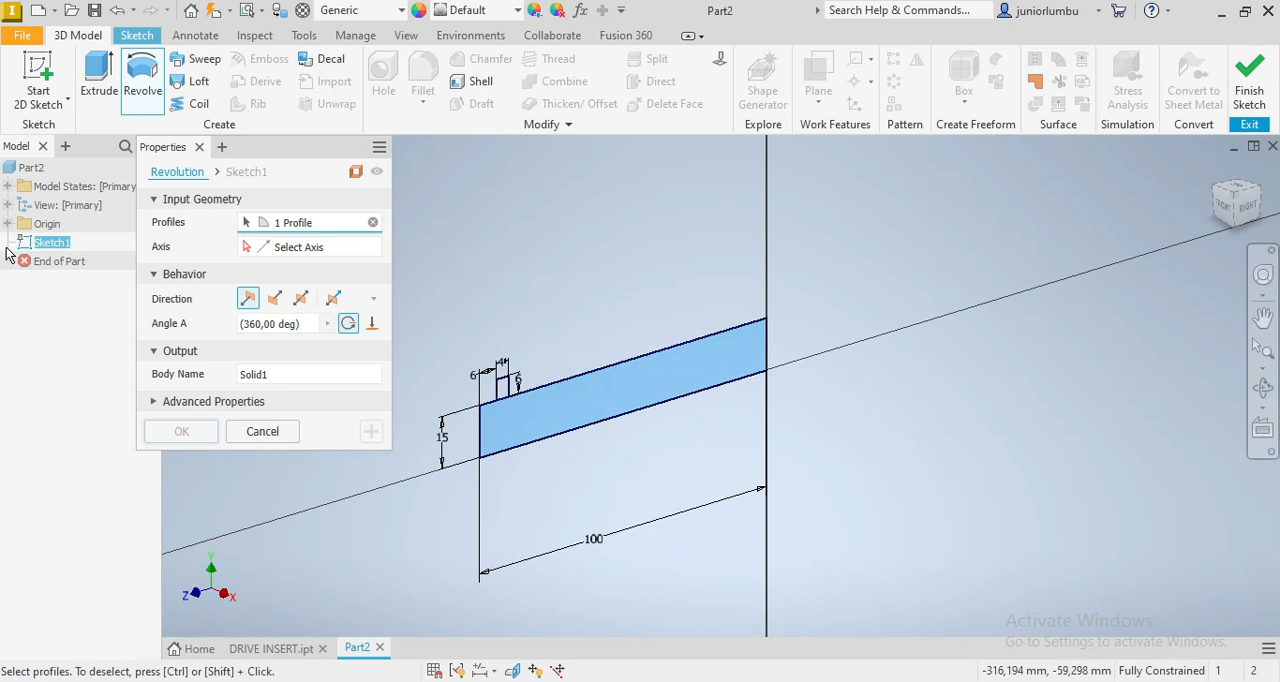 Generic
Default
fx
Part2
Search Help & Commands...
juniorlumbu
File
3D Model
Sketch
Annotate
Inspect
Tools
Manage
View
Environments
Collaborate
Fusion 360
Start
2D Sketch
Extrude
Revolve
Sweep
Loft
Coil
Emboss
Derive
Rib
Decal
Import
Unwrap
Hole
Fillet
Chamfer
Shell
Draft
Thread
Combine
Thicken/ Offset
Split
Direct
Delete Face
Shape
Generator
Plane
Box
Stress
Analysis
Convert to
Sheet Metal
Finish
Sketch
Sketch
Create
Modify
Explore
Work Features
Pattern
Create Freeform
Surface
Simulation
Convert
Exit
Model
Part2
Model States: [Primary
View: [Primary]
Origin
Sketch1
End of Part
Properties
Revolution > Sketch1
Input Geometry
Profiles
1 Profile
Axis
Select Axis
Behavior
Direction
Angle A
(360,00 deg)
Output
Body Name
Solid1
Advanced Properties
OK
Cancel
6
4
6
15
100
FRONT
RIGHT
Y
Z
X
Activate Windows
Go to Settings to activate Windows.
Home
DRIVE INSERT.ipt
Part2
Select profiles. To deselect, press [Ctrl] or [Shift] + Click.
-316,194 mm, -59,298 mm
Fully Constrained
1
2